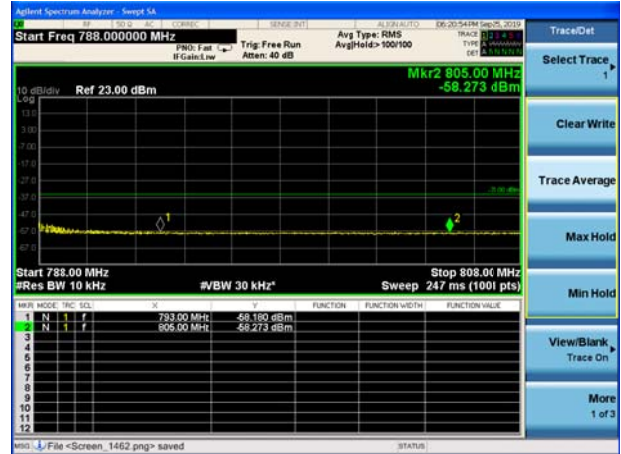 Agilent Spectrum Analyzer - Swept SA
RF 50 Ω AC CORREC SENSE:INT ALIGN AUTO 06:20:54 PM Sep 25, 2019
Start Freq 788.000000 MHz
PNO: Fast
IFGain:Low
Trig: Free Run
Atten: 40 dB
Avg Type: RMS
Avg|Hold:>100/100
TRACE 1 2 3 4 5 6
TYPE
DET
Mkr2 805.00 MHz
-58.273 dBm
10 dB/div Ref 23.00 dBm
Log
13.0
3.00
-7.00
-17.0
-27.0
-37.0
-47.0
-57.0
-67.0
1
2
Start 788.00 MHz
Stop 808.00 MHz
#Res BW 10 kHz
#VBW 30 kHz*
Sweep 247 ms (1001 pts)
MKR MODE TRC SCL X Y FUNCTION FUNCTION WIDTH FUNCTION VALUE
1 N 1 f 793.00 MHz -58.180 dBm
2 N 1 f 805.00 MHz -58.273 dBm
3
4
5
6
7
8
9
10
11
12
MSG File <Screen_1462.png> saved
STATUS
Trace/Det
Select Trace
1
Clear Write
Trace Average
Max Hold
Min Hold
View/Blank
Trace On
More
1 of 3